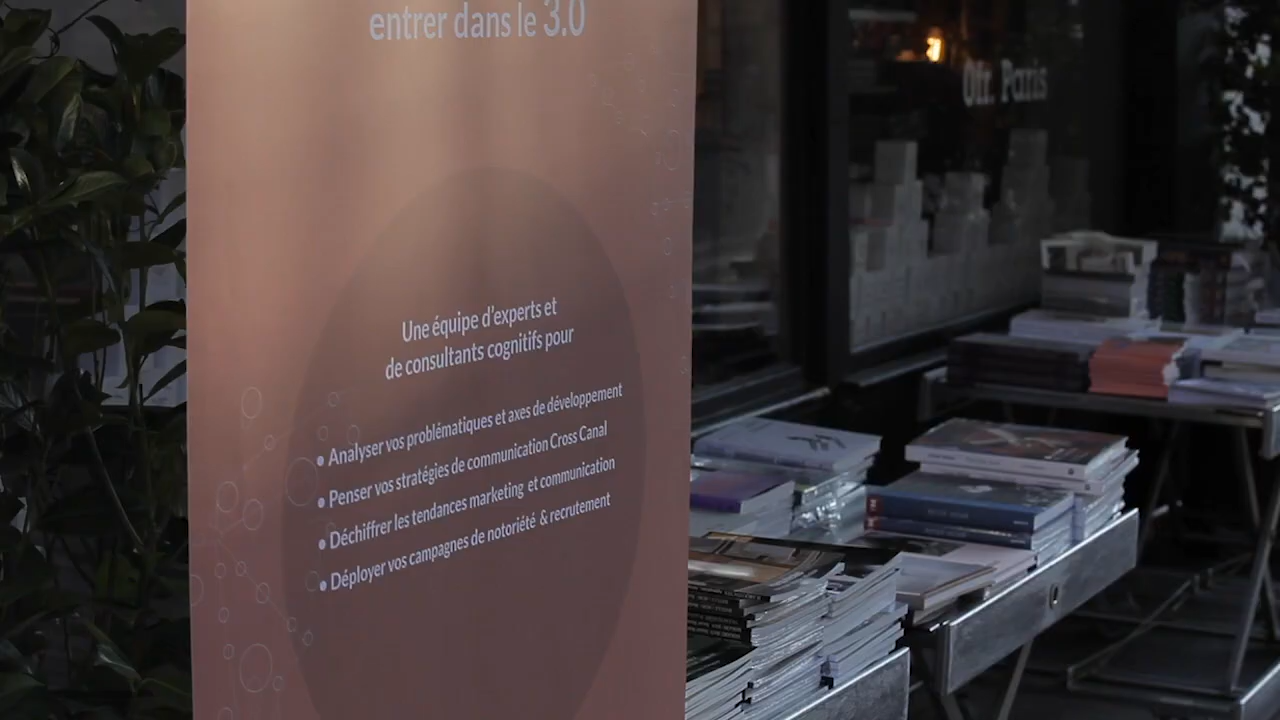 entrer dans le 3.0
Une équipe d'experts et
de consultants cognitifs pour
• Analyser vos problématiques et axes de développement
• Penser vos stratégies de communication Cross Canal
• Déchiffrer les tendances marketing et communication
• Déployer vos campagnes de notoriété & recrutement
Ofr. Paris